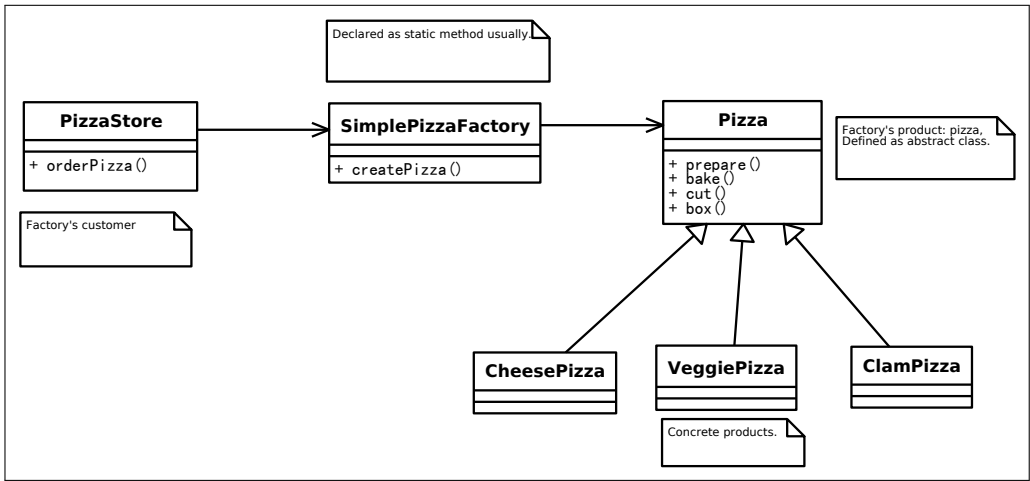 Declared as static method usually.
PizzaStore
+ orderPizza()
Factory's customer
SimplePizzaFactory
+ createPizza()
Pizza
+ prepare()
+ bake()
+ cut()
+ box()
Factory's product: pizza,
Defined as abstract class.
CheesePizza
VeggiePizza
ClamPizza
Concrete products.